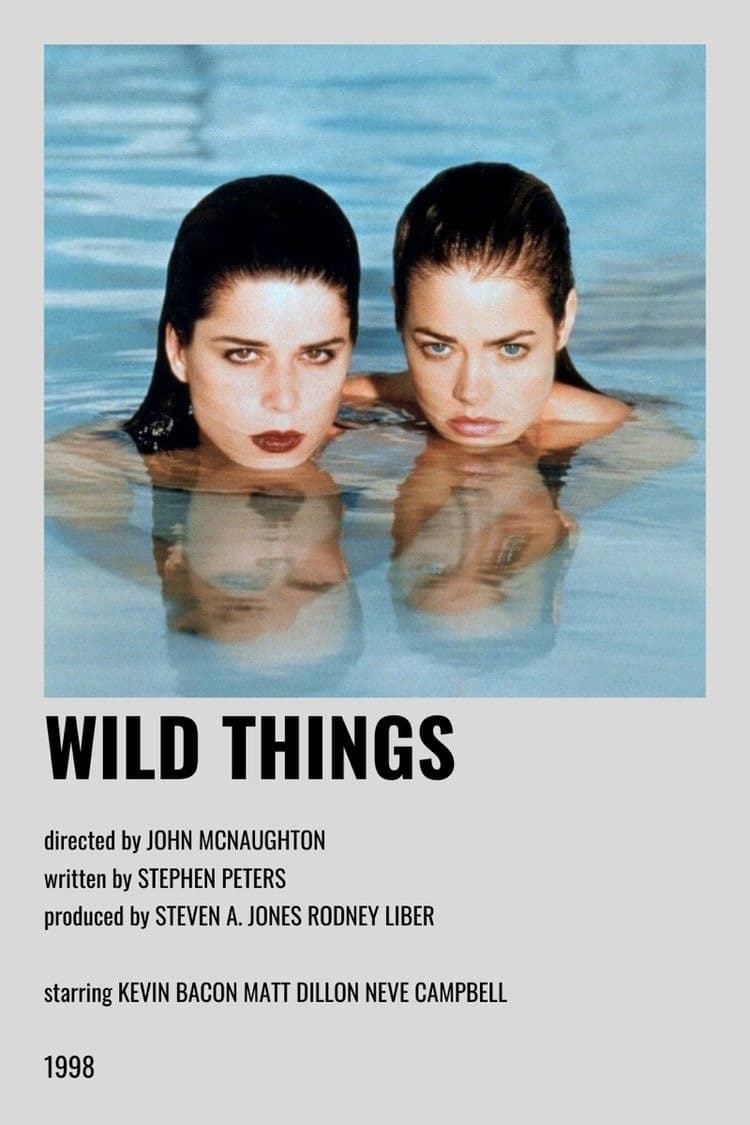 WILD THINGS
directed by JOHN MCNAUGHTON
written by STEPHEN PETERS
produced by STEVEN A. JONES RODNEY LIBER
starring KEVIN BACON MATT DILLON NEVE CAMPBELL
1998